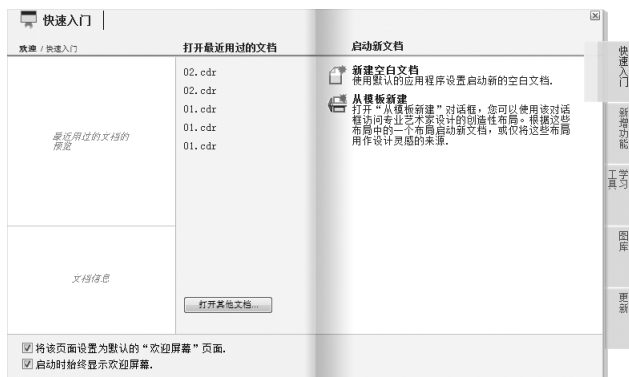 快速入门
欢迎 / 快速入门
打开最近用过的文档
启动新文档
最近用过的文档的
预览
文档信息
02.cdr
02.cdr
01.cdr
01.cdr
01.cdr
打开其他文档...
新建空白文档
使用默认的应用程序设置启动新的空白文档.
从模板新建
打开“从模板新建”对话框，您可以使用该对话
框访问专业艺术家设计的创造性布局。根据这些
布局中的一个布局启动新文档，或仅将这些布局
用作设计灵感的来源.
快速入门
新增功能
学习
工具
图库
更新
将该页面设置为默认的“欢迎屏幕”页面.
启动时始终显示欢迎屏幕.